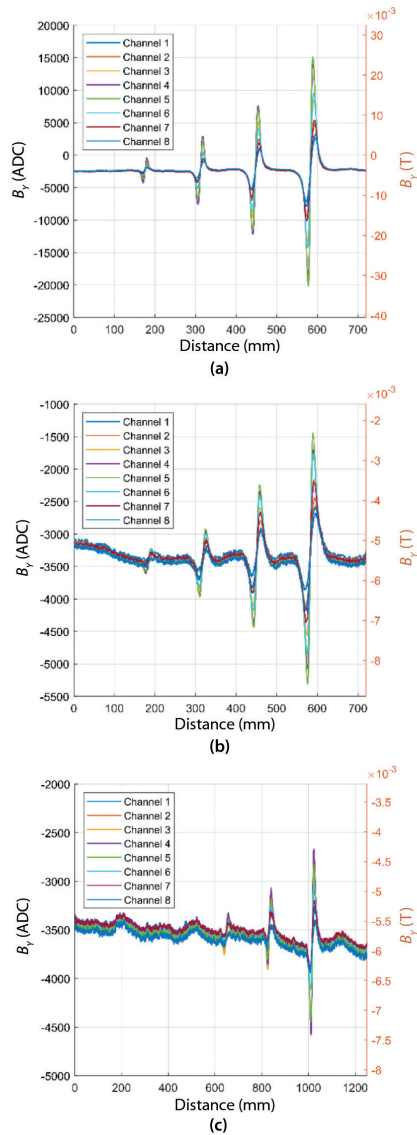 ×10⁻³
20000
15000
10000
5000
0
-5000
-10000
-15000
-20000
-25000
B_Y (ADC)
Channel 1
Channel 2
Channel 3
Channel 4
Channel 5
Channel 6
Channel 7
Channel 8
20
10
0
-10
-20
-30
-40
B_Y (T)
0 100 200 300 400 500 600 700
Distance (mm)
(a)
×10⁻³
-1000
-1500
-2000
-2500
-3000
-3500
-4000
-4500
-5000
-5500
B_Y (ADC)
Channel 1
Channel 2
Channel 3
Channel 4
Channel 5
Channel 6
Channel 7
Channel 8
-2
-3
-4
-5
-6
-7
-8
B_Y (T)
0 100 200 300 400 500 600 700
Distance (mm)
(b)
×10⁻³
-2000
-2500
-3000
-3500
-4000
-4500
-5000
B_Y (ADC)
Channel 1
Channel 2
Channel 3
Channel 4
Channel 5
Channel 6
Channel 7
Channel 8
-3.5
-4
-4.5
-5
-5.5
-6
-6.5
-7
-7.5
-8
B_Y (T)
0 200 400 600 800 1000 1200
Distance (mm)
(c)